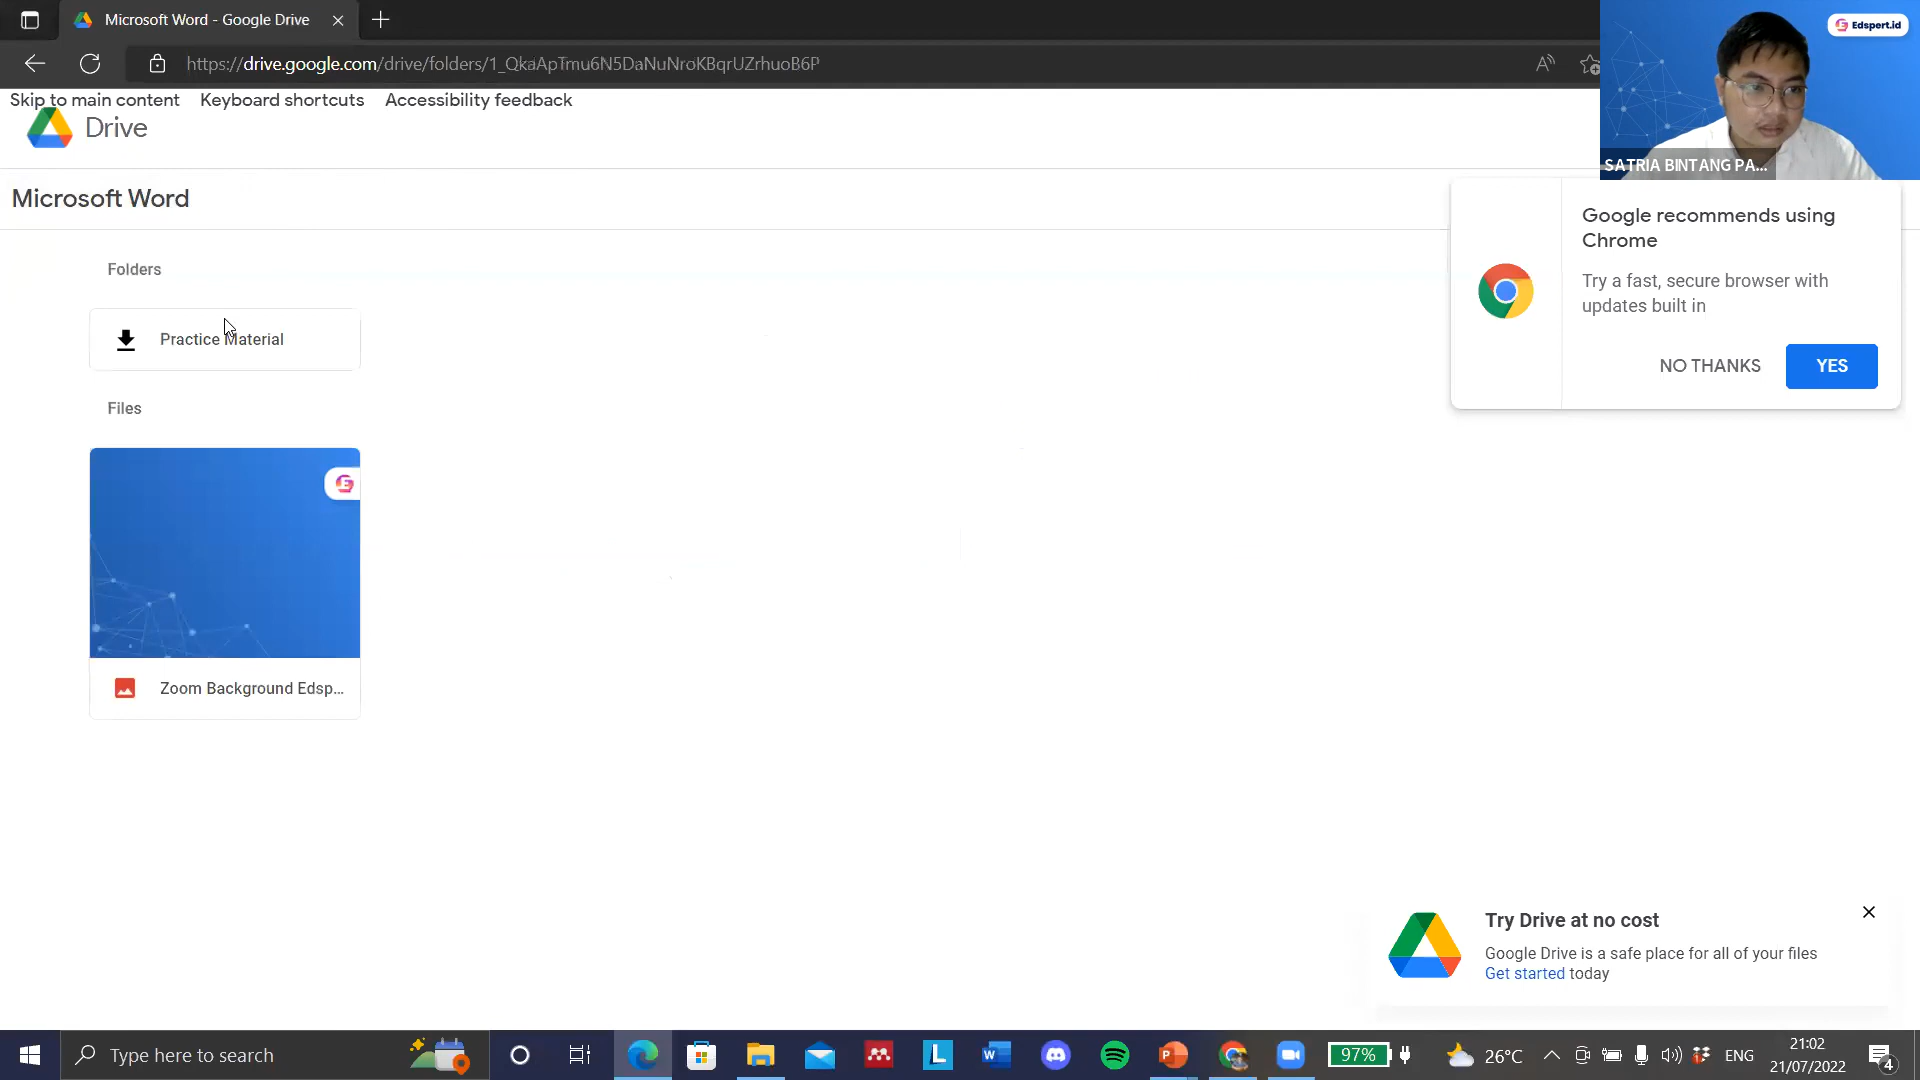 Microsoft Word - Google Drive
https://drive.google.com/drive/folders/1_QkaApTmu6N5DaNuNroKBqrUZrhuoB6P
Edspert.id
SATRIA BINTANG PA...
Skip to main content Keyboard shortcuts Accessibility feedback
Drive
Microsoft Word
Google recommends using
Chrome
Try a fast, secure browser with
updates built in
NO THANKS YES
Folders
Practice Material
Files
Zoom Background Edsp...
Try Drive at no cost
Google Drive is a safe place for all of your files
Get started today
Type here to search
97%
26°C
ENG
21:02
21/07/2022
4